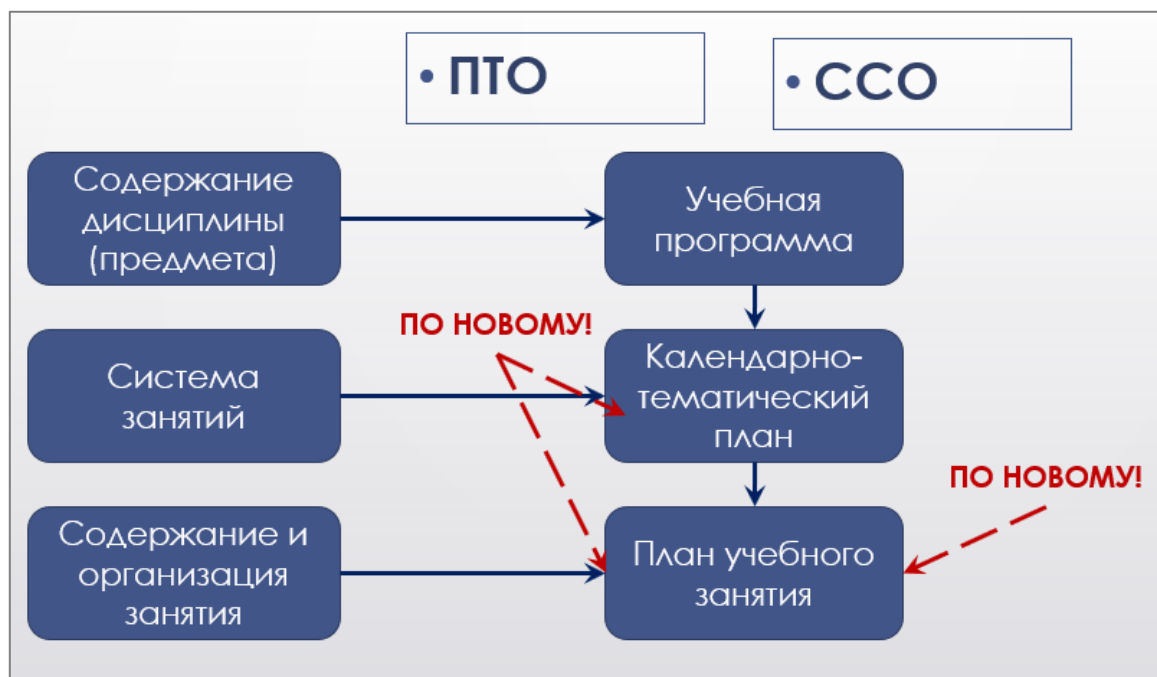 • ПТО
• ССО
Содержание
дисциплины
(предмета)
Учебная
программа
ПО НОВОМУ!
Система
занятий
Календарно-
тематический
план
ПО НОВОМУ!
Содержание и
организация
занятия
План учебного
занятия